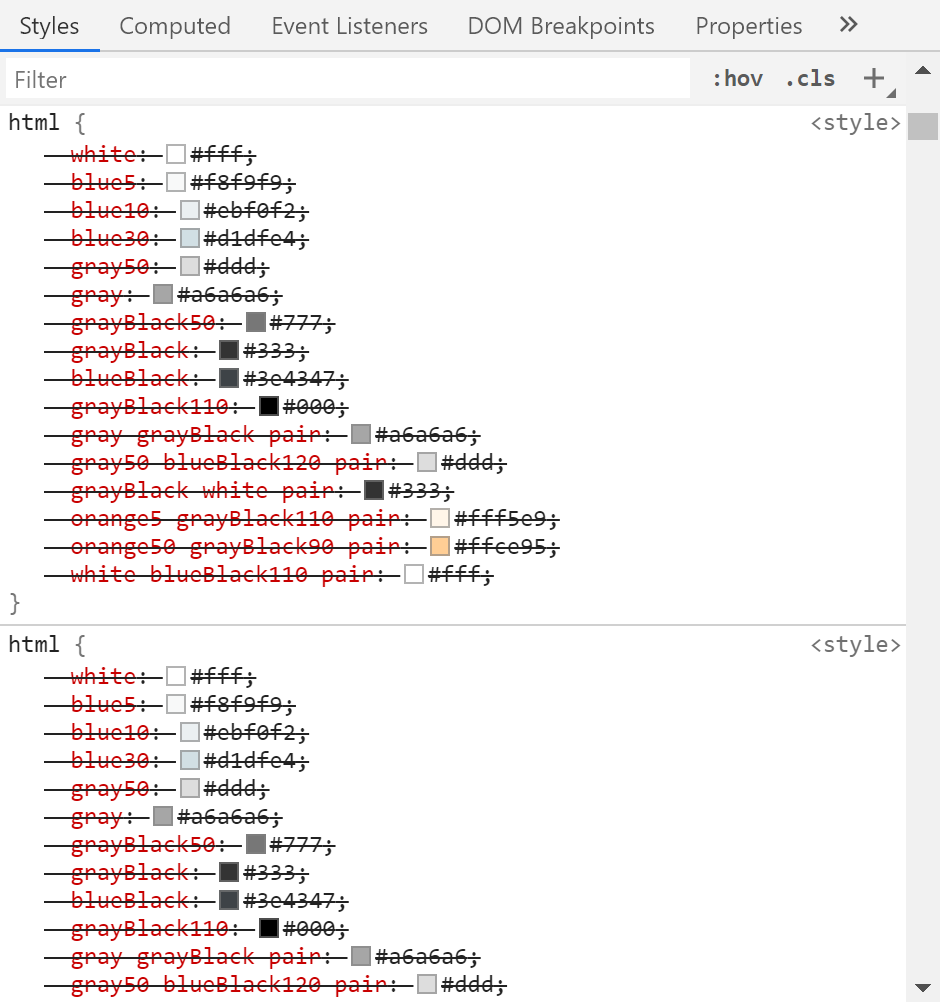 Styles Computed Event Listeners DOM Breakpoints Properties »
Filter :hov .cls +
html { <style>
white: #fff;
blue5: #f8f9f9;
blue10: #ebf0f2;
blue30: #d1dfe4;
gray50: #ddd;
gray: #a6a6a6;
grayBlack50: #777;
grayBlack: #333;
blueBlack: #3e4347;
grayBlack110: #000;
gray grayBlack pair: #a6a6a6;
gray50 blueBlack120 pair: #ddd;
grayBlack white pair: #333;
orange5 grayBlack110 pair: #fff5e9;
orange50 grayBlack90 pair: #ffce95;
white blueBlack110 pair: #fff;
}
html { <style>
white: #fff;
blue5: #f8f9f9;
blue10: #ebf0f2;
blue30: #d1dfe4;
gray50: #ddd;
gray: #a6a6a6;
grayBlack50: #777;
grayBlack: #333;
blueBlack: #3e4347;
grayBlack110: #000;
gray grayBlack pair: #a6a6a6;
gray50 blueBlack120 pair: #ddd;